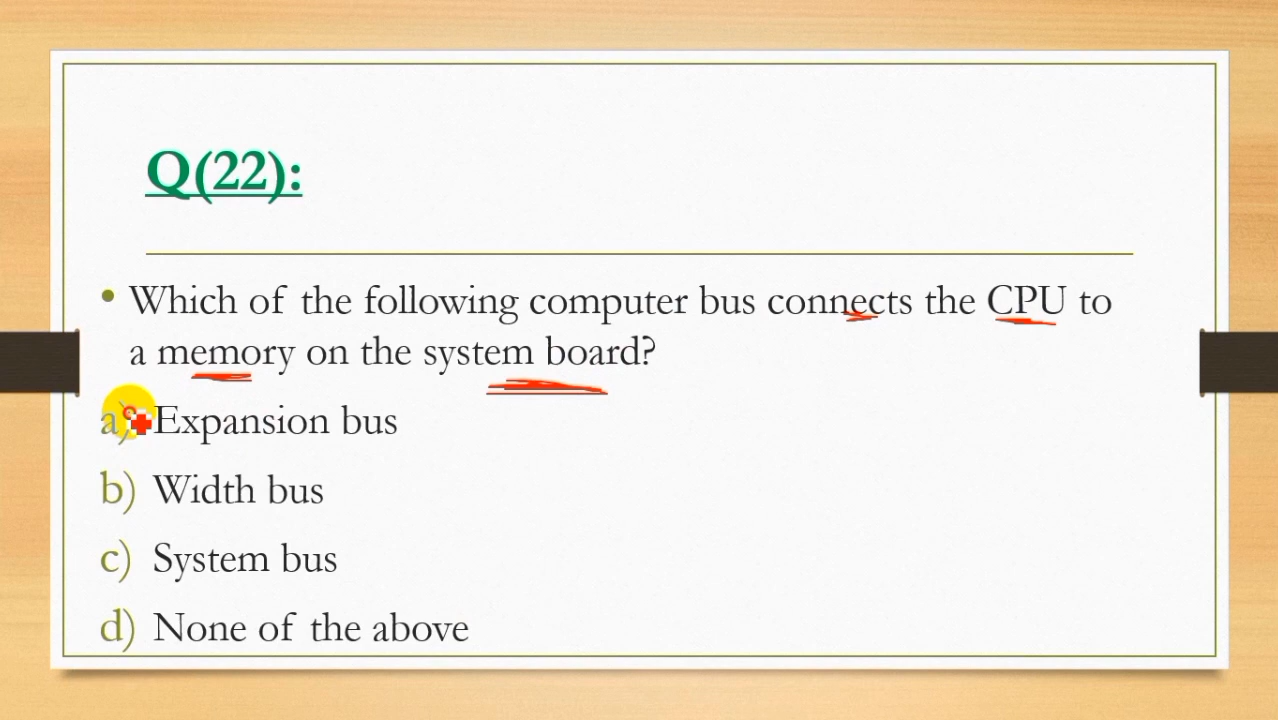 Q(22):
• Which of the following computer bus connects the CPU to
a memory on the system board?
a) Expansion bus
b) Width bus
c) System bus
d) None of the above